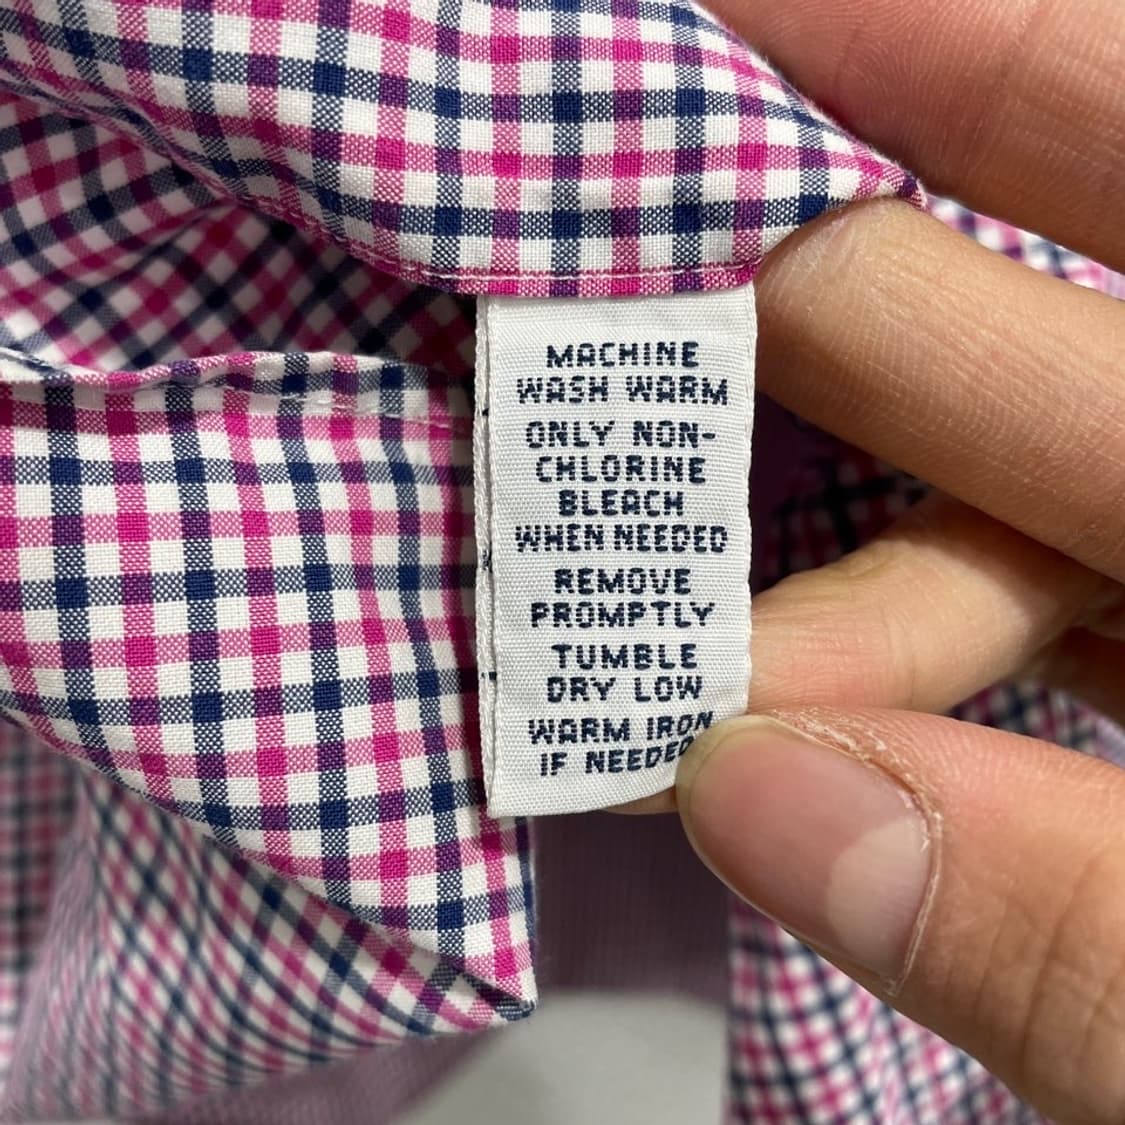 MACHINE
WASH WARM
ONLY NON-
CHLORINE
BLEACH
WHEN NEEDED
REMOVE
PROMPTLY
TUMBLE
DRY LOW
WARM IRON
IF NEEDED